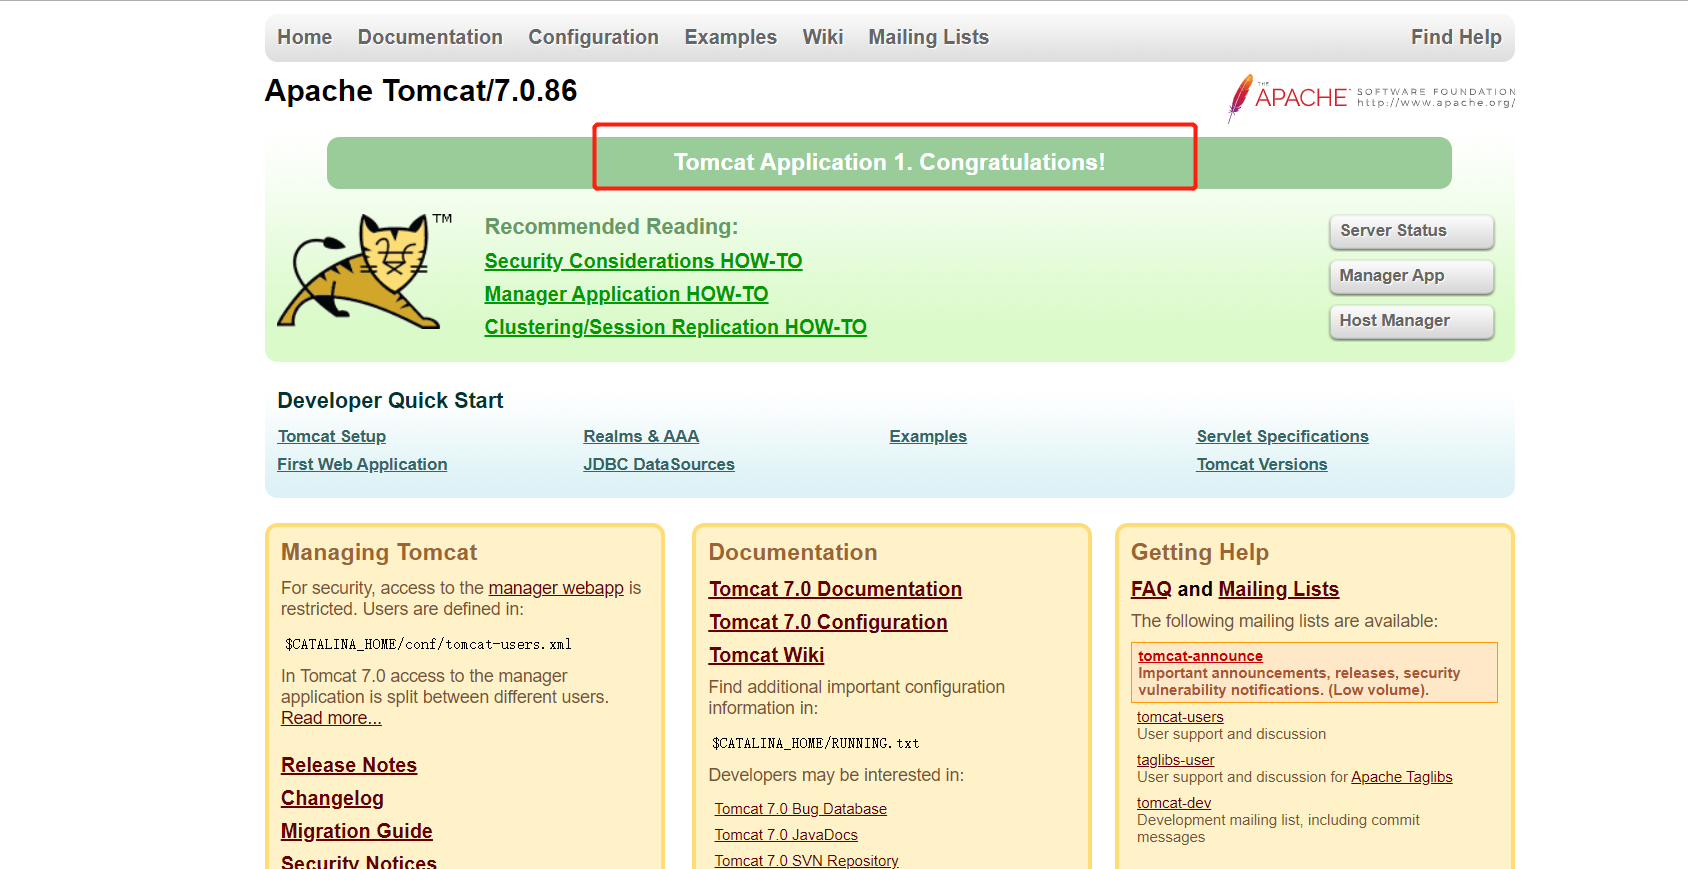 Home Documentation Configuration Examples Wiki Mailing Lists Find Help
Apache Tomcat/7.0.86
THE APACHE SOFTWARE FOUNDATION
http://www.apache.org/
Tomcat Application 1. Congratulations!
TM
Recommended Reading:
Security Considerations HOW-TO
Manager Application HOW-TO
Clustering/Session Replication HOW-TO
Server Status
Manager App
Host Manager
Developer Quick Start
Tomcat Setup
First Web Application
Realms & AAA
JDBC DataSources
Examples
Servlet Specifications
Tomcat Versions
Managing Tomcat
For security, access to the manager webapp is
restricted. Users are defined in:
$CATALINA_HOME/conf/tomcat-users.xml
In Tomcat 7.0 access to the manager
application is split between different users.
Read more...
Release Notes
Changelog
Migration Guide
Security Notices
Documentation
Tomcat 7.0 Documentation
Tomcat 7.0 Configuration
Tomcat Wiki
Find additional important configuration
information in:
$CATALINA_HOME/RUNNING.txt
Developers may be interested in:
Tomcat 7.0 Bug Database
Tomcat 7.0 JavaDocs
Tomcat 7.0 SVN Repository
Getting Help
FAQ and Mailing Lists
The following mailing lists are available:
tomcat-announce
Important announcements, releases, security
vulnerability notifications. (Low volume).
tomcat-users
User support and discussion
taglibs-user
User support and discussion for Apache Taglibs
tomcat-dev
Development mailing list, including commit
messages